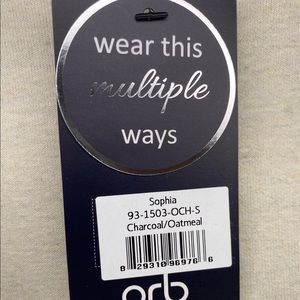 wear this
multiple
ways
Sophia
93-1503-OCH-S
Charcoal/Oatmeal
8 29310 96976 6
orb